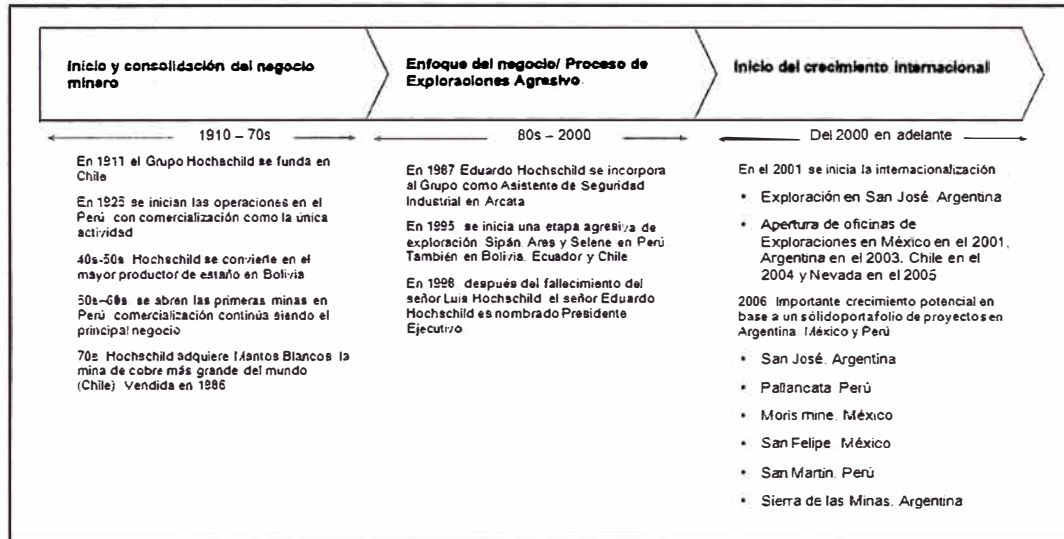 Inicio y consolidación del negocio
minero
Enfoque del negocio/ Proceso de
Exploraciones Agresivo
Inicio del crecimiento internacional
1910 – 70s
80s – 2000
Del 2000 en adelante
En 1911 el Grupo Hochschild se funda en
Chile
En 1925 se inician las operaciones en el
Perú con comercialización como la única
actividad
40s-50s Hochschild se convierte en el
mayor productor de estaño en Bolivia
50s–60s se abren las primeras minas en
Perú comercialización continúa siendo el
principal negocio
70s Hochschild adquiere Mantos Blancos la
mina de cobre más grande del mundo
(Chile) Vendida en 1986
En 1987 Eduardo Hochschild se incorpora
al Grupo como Asistente de Seguridad
Industrial en Arcata
En 1995 se inicia una etapa agresiva de
exploración Sipán, Ares y Selene en Perú
También en Bolivia, Ecuador y Chile
En 1998 después del fallecimiento del
señor Luis Hochschild el señor Eduardo
Hochschild es nombrado Presidente
Ejecutivo
En el 2001 se inicia la internacionalización
• Exploración en San José Argentina
• Apertura de oficinas de
Exploraciones en México en el 2001,
Argentina en el 2003, Chile en el
2004 y Nevada en el 2005
2006 Importante crecimiento potencial en
base a un sólido portafolio de proyectos en
Argentina, México y Perú
• San José, Argentina
• Pallancata Perú
• Moris mine, México
• San Felipe México
• San Martin, Perú
• Sierra de las Minas, Argentina